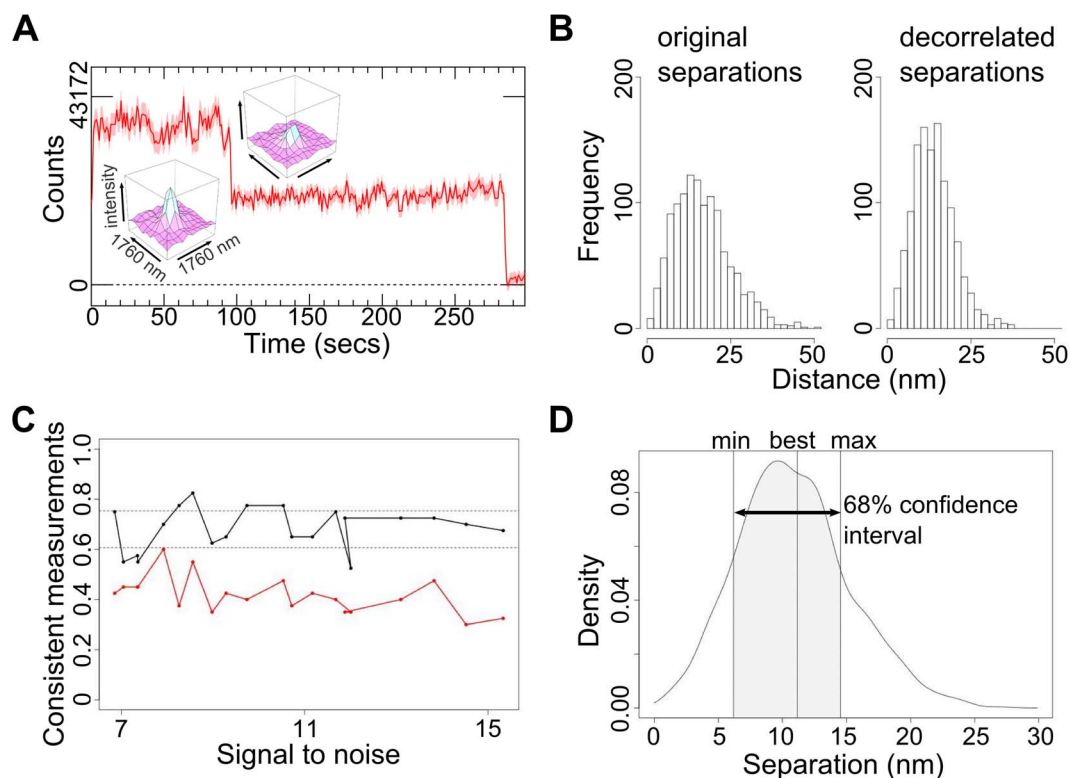 A
43172
Counts
0
intensity
1760 nm
1760 nm
0
50
100
150
200
250
Time (secs)
B
original
separations
decorrelated
separations
200
100
0
Frequency
0
25
50
0
25
50
Distance (nm)
C
Consistent measurements
1.0
0.8
0.6
0.4
0.2
0
7
11
15
Signal to noise
D
min
best
max
68% confidence
interval
Density
0.08
0.04
0.00
0
5
10
15
20
25
30
Separation (nm)